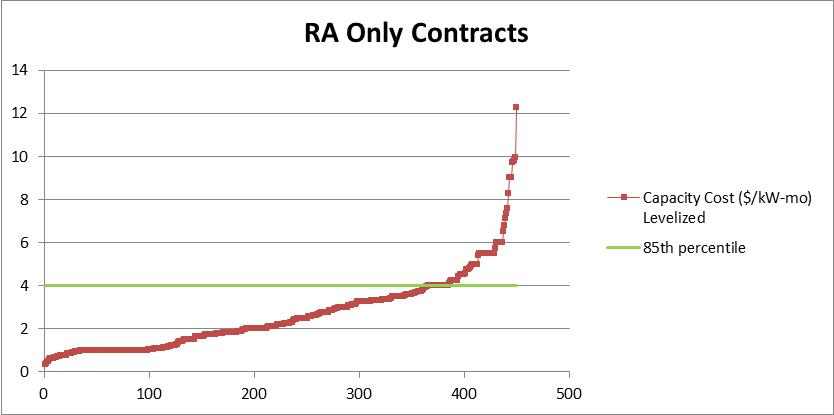 RA Only Contracts
14
12
10
8
6
4
2
0
0 100 200 300 400 500
Capacity Cost ($/kW-mo)
Levelized
85th percentile